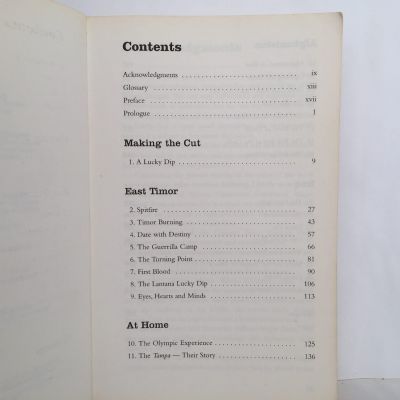 Contents
Acknowledgments ix
Glossary xiii
Preface xvii
Prologue 1
Making the Cut
1. A Lucky Dip 9
East Timor
2. Spitfire 27
3. Timor Burning 43
4. Date with Destiny 57
5. The Guerrilla Camp 66
6. The Turning Point 81
7. First Blood 90
8. The Lantana Lucky Dip 106
9. Eyes, Hearts and Minds 113
At Home
10. The Olympic Experience 125
11. The Tampa — Their Story 136